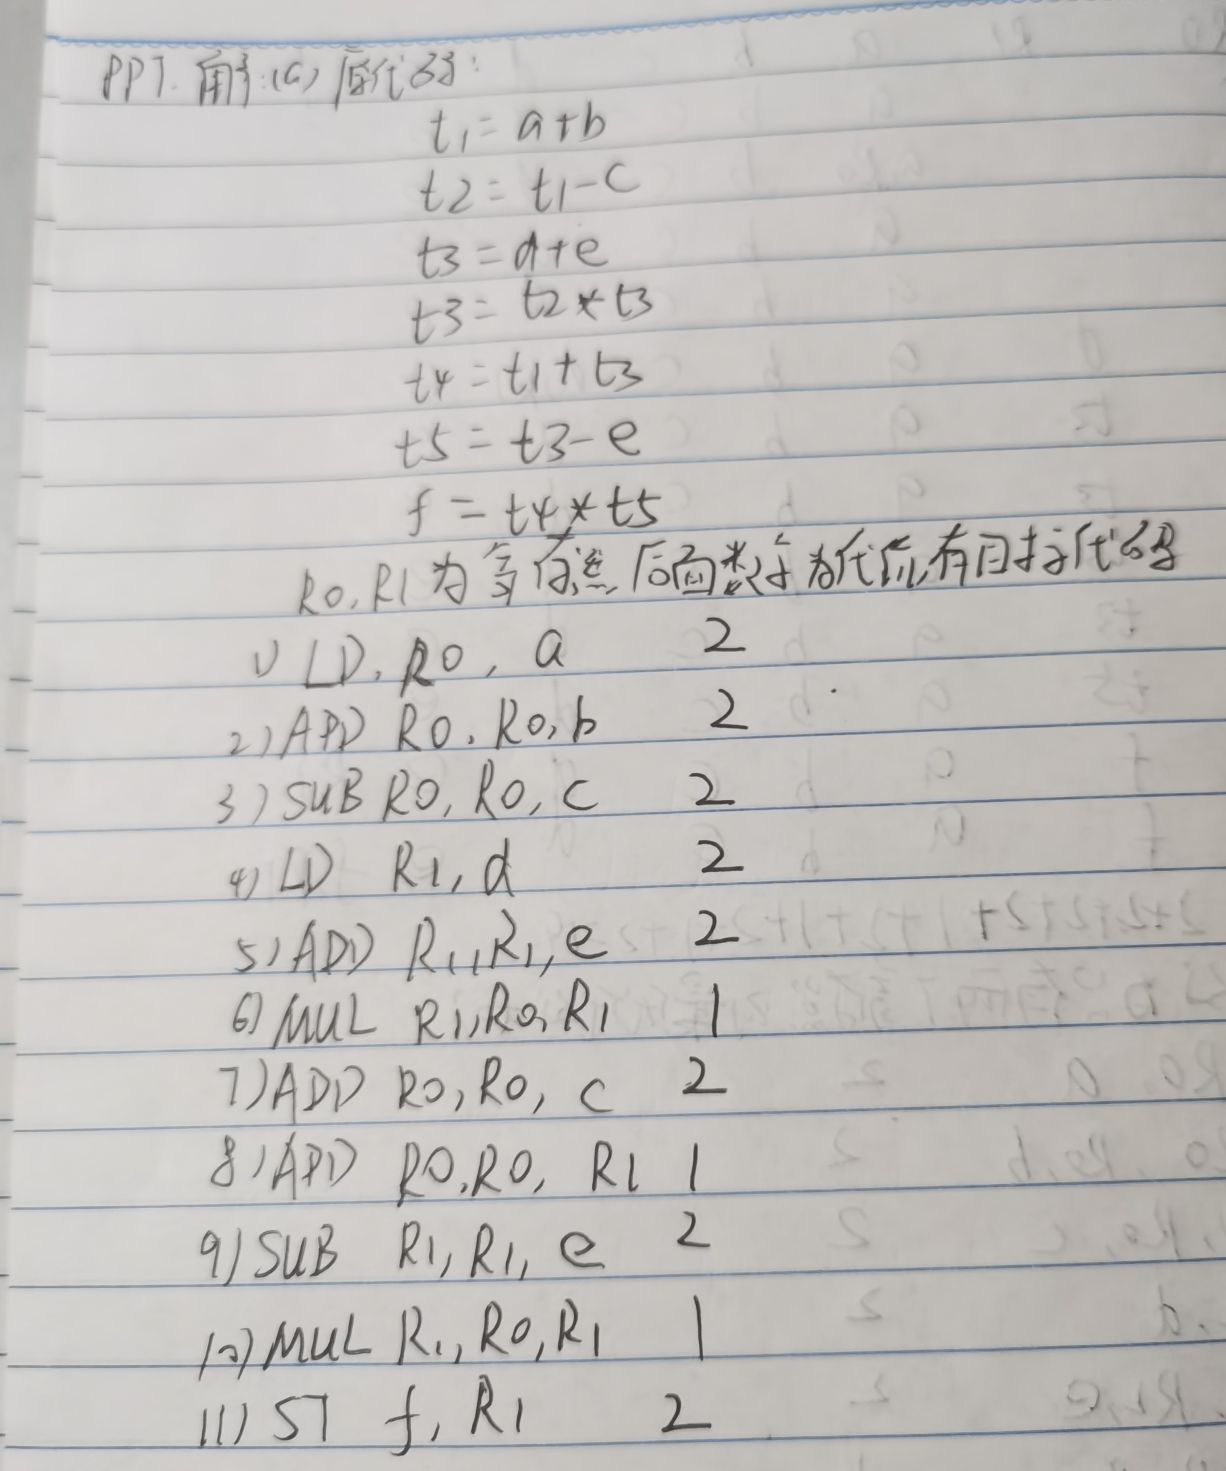 PPT. 解:(c) 原代码:
t1 = a+b
t2 = t1-c
t3 = d+e
t3 = t2*t3
t4 = t1+t3
t5 = t3-e
f = t4*t5
R0, R1 为寄存器 后面数字为代价,有目标代码
1) LD, R0, a 2
2) ADD R0, R0, b 2
3) SUB R0, R0, c 2
4) LD R1, d 2
5) ADD R1, R1, e 2
6) MUL R1, R0, R1 1
7) ADD R0, R0, c 2
8) ADD R0, R0, R1 1
9) SUB R1, R1, e 2
10) MUL R1, R0, R1 1
11) ST f, R1 2